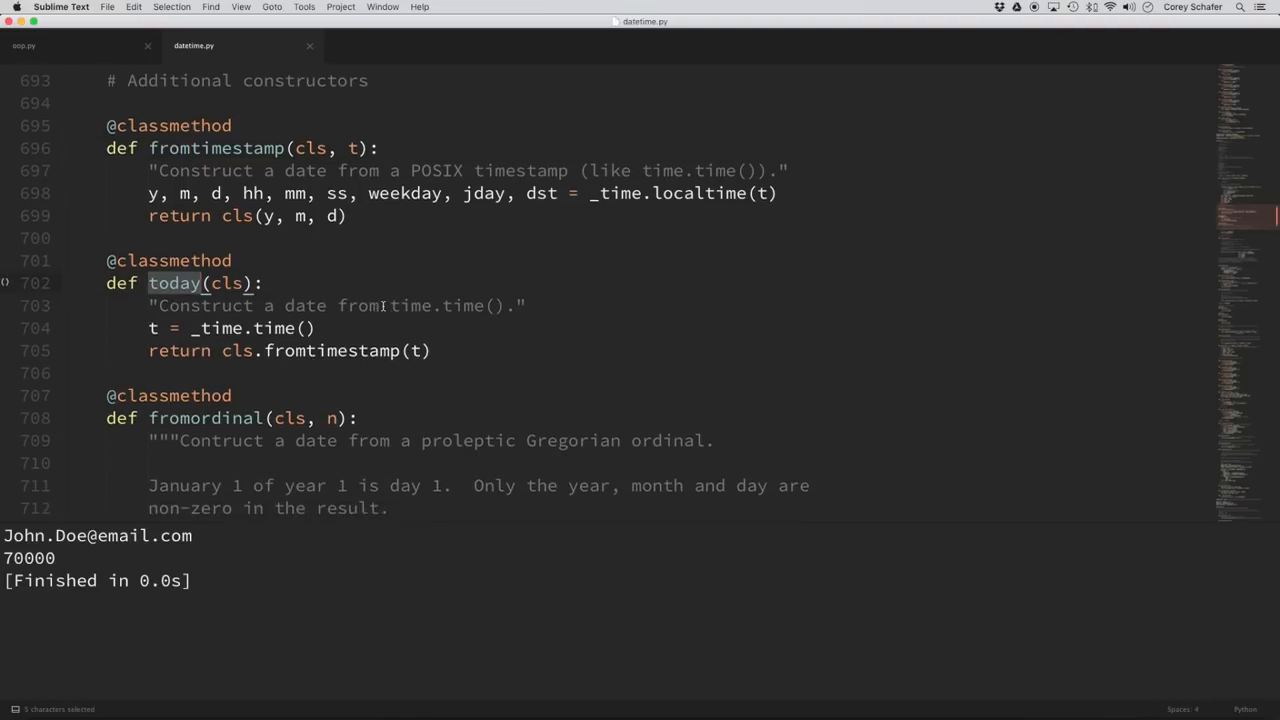 Sublime Text File Edit Selection Find View Goto Tools Project Window Help Corey Schafer
datetime.py
oop.py datetime.py
693 # Additional constructors
694
695 @classmethod
696 def fromtimestamp(cls, t):
697 "Construct a date from a POSIX timestamp (like time.time())."
698 y, m, d, hh, mm, ss, weekday, jday, dst = _time.localtime(t)
699 return cls(y, m, d)
700
701 @classmethod
702 def today(cls):
703 "Construct a date from time.time()."
704 t = _time.time()
705 return cls.fromtimestamp(t)
706
707 @classmethod
708 def fromordinal(cls, n):
709 """Contruct a date from a proleptic Gregorian ordinal.
710
711 January 1 of year 1 is day 1.  Only the year, month and day are
712 non-zero in the result.
John.Doe@email.com
70000
[Finished in 0.0s]
5 characters selected Spaces: 4 Python